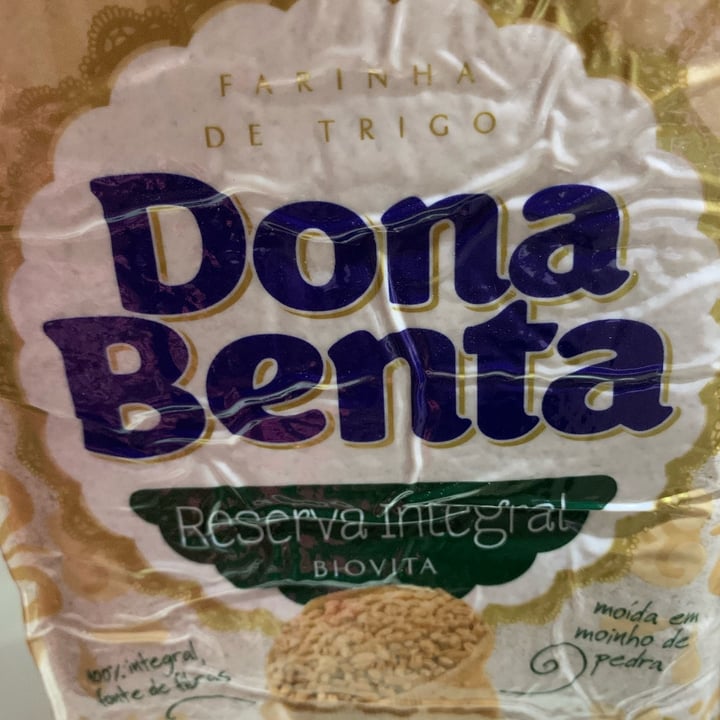 FARINHA
DE TRIGO
Dona
Benta
Reserva Integral
BIOVITA
100% integral,
fonte de fibras
moída em
moinho de
pedra